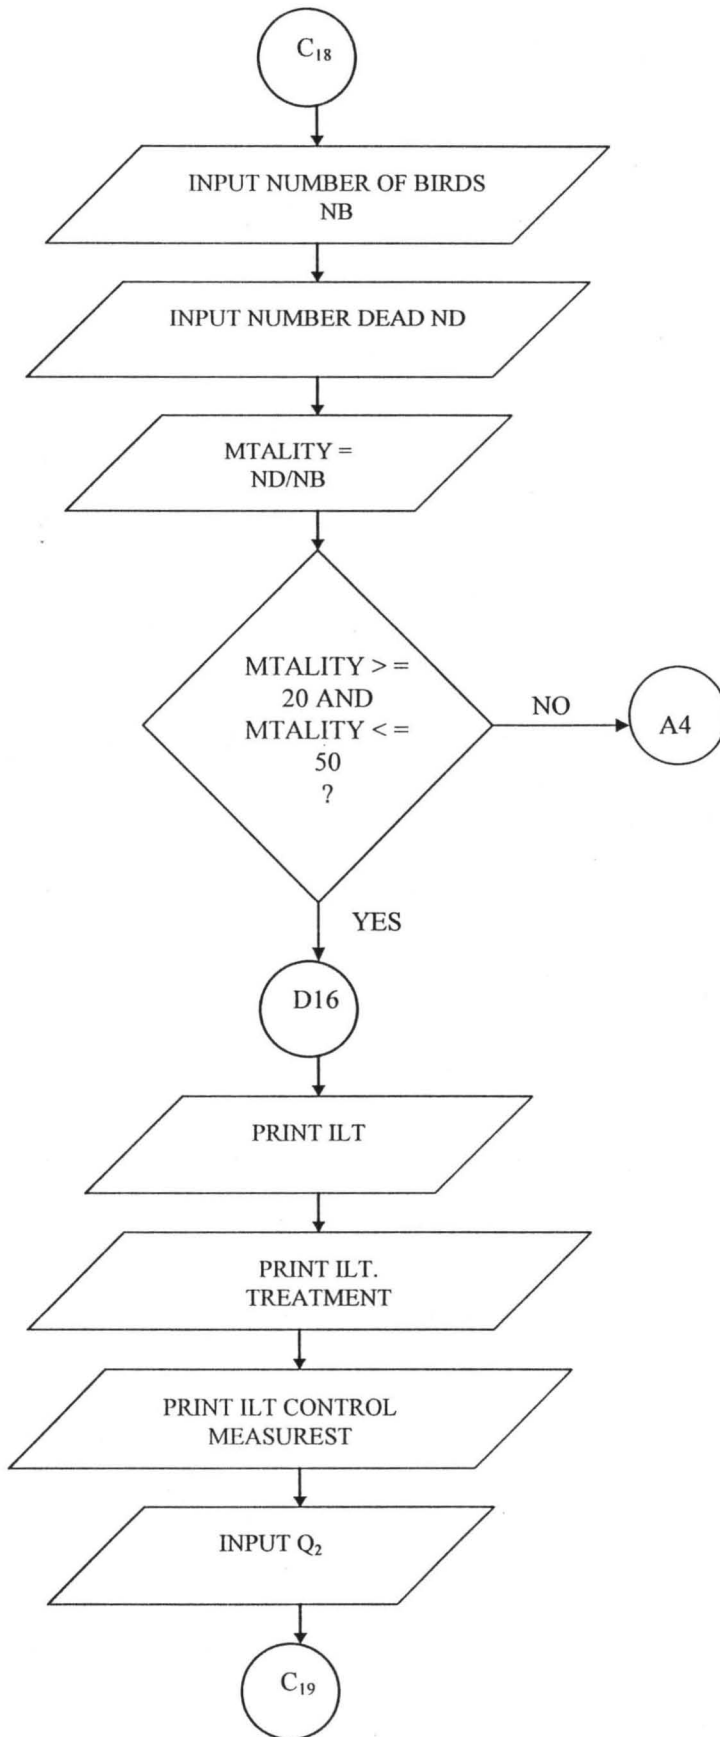 C₁₈
INPUT NUMBER OF BIRDS
NB
INPUT NUMBER DEAD ND
MTALITY =
ND/NB
MTALITY > =
20 AND
MTALITY < =
50
?
NO
A4
YES
D16
PRINT ILT
PRINT ILT.
TREATMENT
PRINT ILT CONTROL
MEASUREST
INPUT Q₂
C₁₉